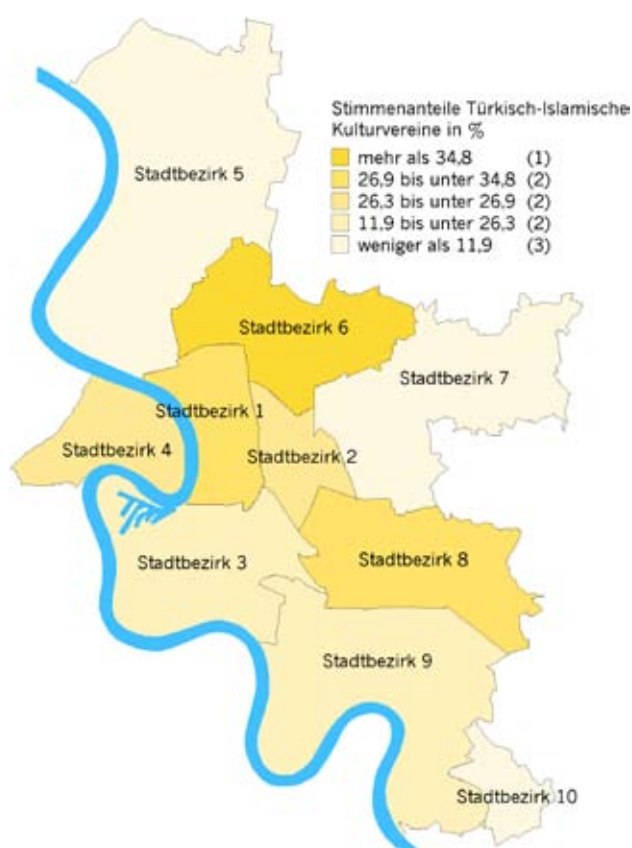 Stimmenanteile Türkisch-Islamische
Kulturvereine in %
mehr als 34,8 (1)
26,9 bis unter 34,8 (2)
26,3 bis unter 26,9 (2)
11,9 bis unter 26,3 (2)
weniger als 11,9 (3)
Stadtbezirk 5
Stadtbezirk 6
Stadtbezirk 7
Stadtbezirk 1
Stadtbezirk 4
Stadtbezirk 2
Stadtbezirk 3
Stadtbezirk 8
Stadtbezirk 9
Stadtbezirk 10